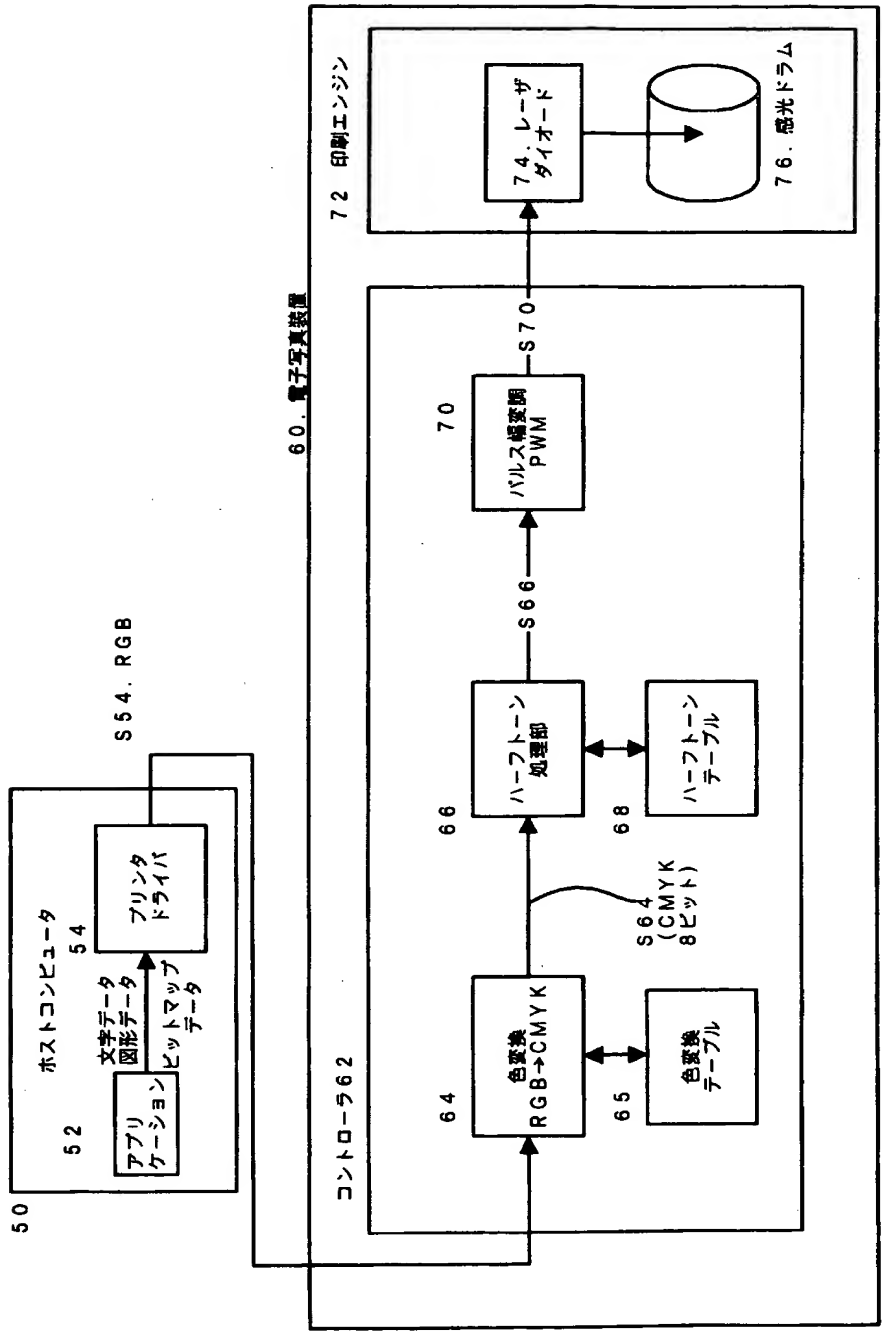 50
ホストコンピュータ
52
アプリ
ケーション
文字データ
図形データ
ビットマップ
データ
54
プリンタ
ドライバ
S54. RGB
60. 電子写真装置
コントローラ62
64
色変換
RGB→CMYK
65
色変換
テーブル
S64
(CMYK
8ビット)
66
ハーフトーン
処理部
68
ハーフトーン
テーブル
S66
70
パルス幅変調
PWM
S70
72 印刷エンジン
74. レーザ
ダイオード
76. 感光ドラム